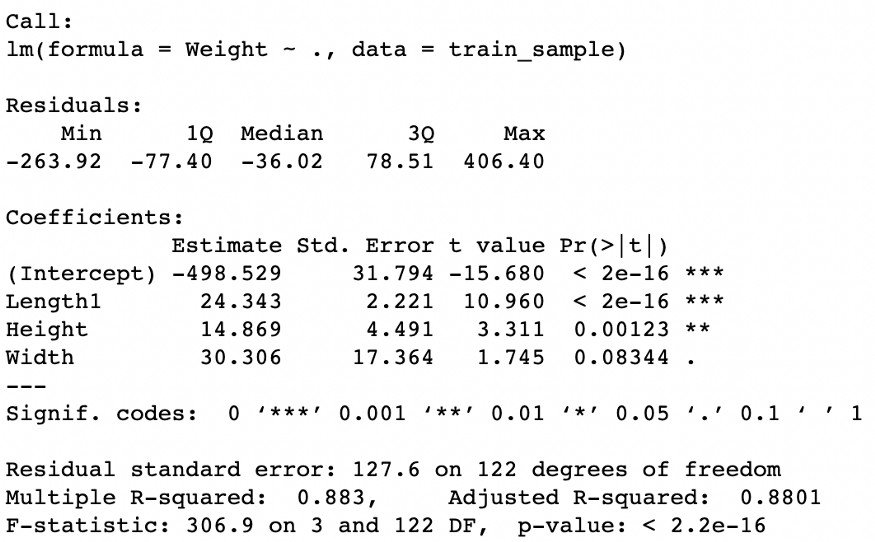 Call:
lm(formula = Weight ~ ., data = train_sample)
Residuals:
    Min      1Q  Median      3Q     Max
-263.92  -77.40  -36.02   78.51  406.40
Coefficients:
            Estimate Std. Error t value Pr(>|t|)
(Intercept) -498.529     31.794 -15.680  < 2e-16 ***
Length1       24.343      2.221  10.960  < 2e-16 ***
Height        14.869      4.491   3.311  0.00123 **
Width         30.306     17.364   1.745  0.08344 .
---
Signif. codes:  0 ‘***’ 0.001 ‘**’ 0.01 ‘*’ 0.05 ‘.’ 0.1 ‘ ’ 1
Residual standard error: 127.6 on 122 degrees of freedom
Multiple R-squared:  0.883,    Adjusted R-squared:  0.8801
F-statistic: 306.9 on 3 and 122 DF,  p-value: < 2.2e-16